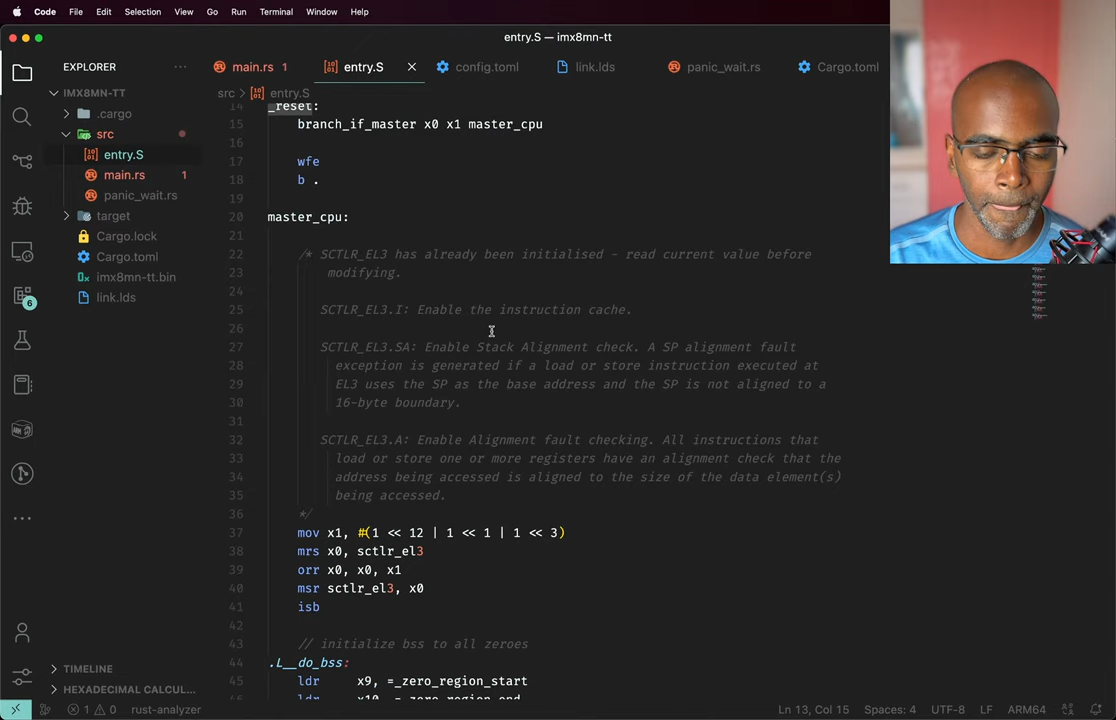 Code File Edit Selection View Go Run Terminal Window Help
entry.S — imx8mn-tt
EXPLORER
main.rs 1
entry.S
config.toml
link.lds
panic_wait.rs
Cargo.toml
IMX8MN-TT
.cargo
src
entry.S
main.rs 1
panic_wait.rs
target
Cargo.lock
Cargo.toml
imx8mn-tt.bin
link.lds
6
TIMELINE
HEXADECIMAL CALCUL...
src > entry.S
14 _reset:
15 branch_if_master x0 x1 master_cpu
16
17 wfe
18 b .
19
20 master_cpu:
21
22 /* SCTLR_EL3 has already been initialised - read current value before
23 modifying.
24
25 SCTLR_EL3.I: Enable the instruction cache.
26
27 SCTLR_EL3.SA: Enable Stack Alignment check. A SP alignment fault
28 exception is generated if a load or store instruction executed at
29 EL3 uses the SP as the base address and the SP is not aligned to a
30 16-byte boundary.
31
32 SCTLR_EL3.A: Enable Alignment fault checking. All instructions that
33 load or store one or more registers have an alignment check that the
34 address being accessed is aligned to the size of the data element(s)
35 being accessed.
36 */
37 mov x1, #(1 << 12 | 1 << 1 | 1 << 3)
38 mrs x0, sctlr_el3
39 orr x0, x0, x1
40 msr sctlr_el3, x0
41 isb
42
43 // initialize bss to all zeroes
44 .L__do_bss:
45 ldr x9, =_zero_region_start
46 ldr x10, =_zero_region_end
1 0 rust-analyzer
Ln 13, Col 15 Spaces: 4 UTF-8 LF ARM64